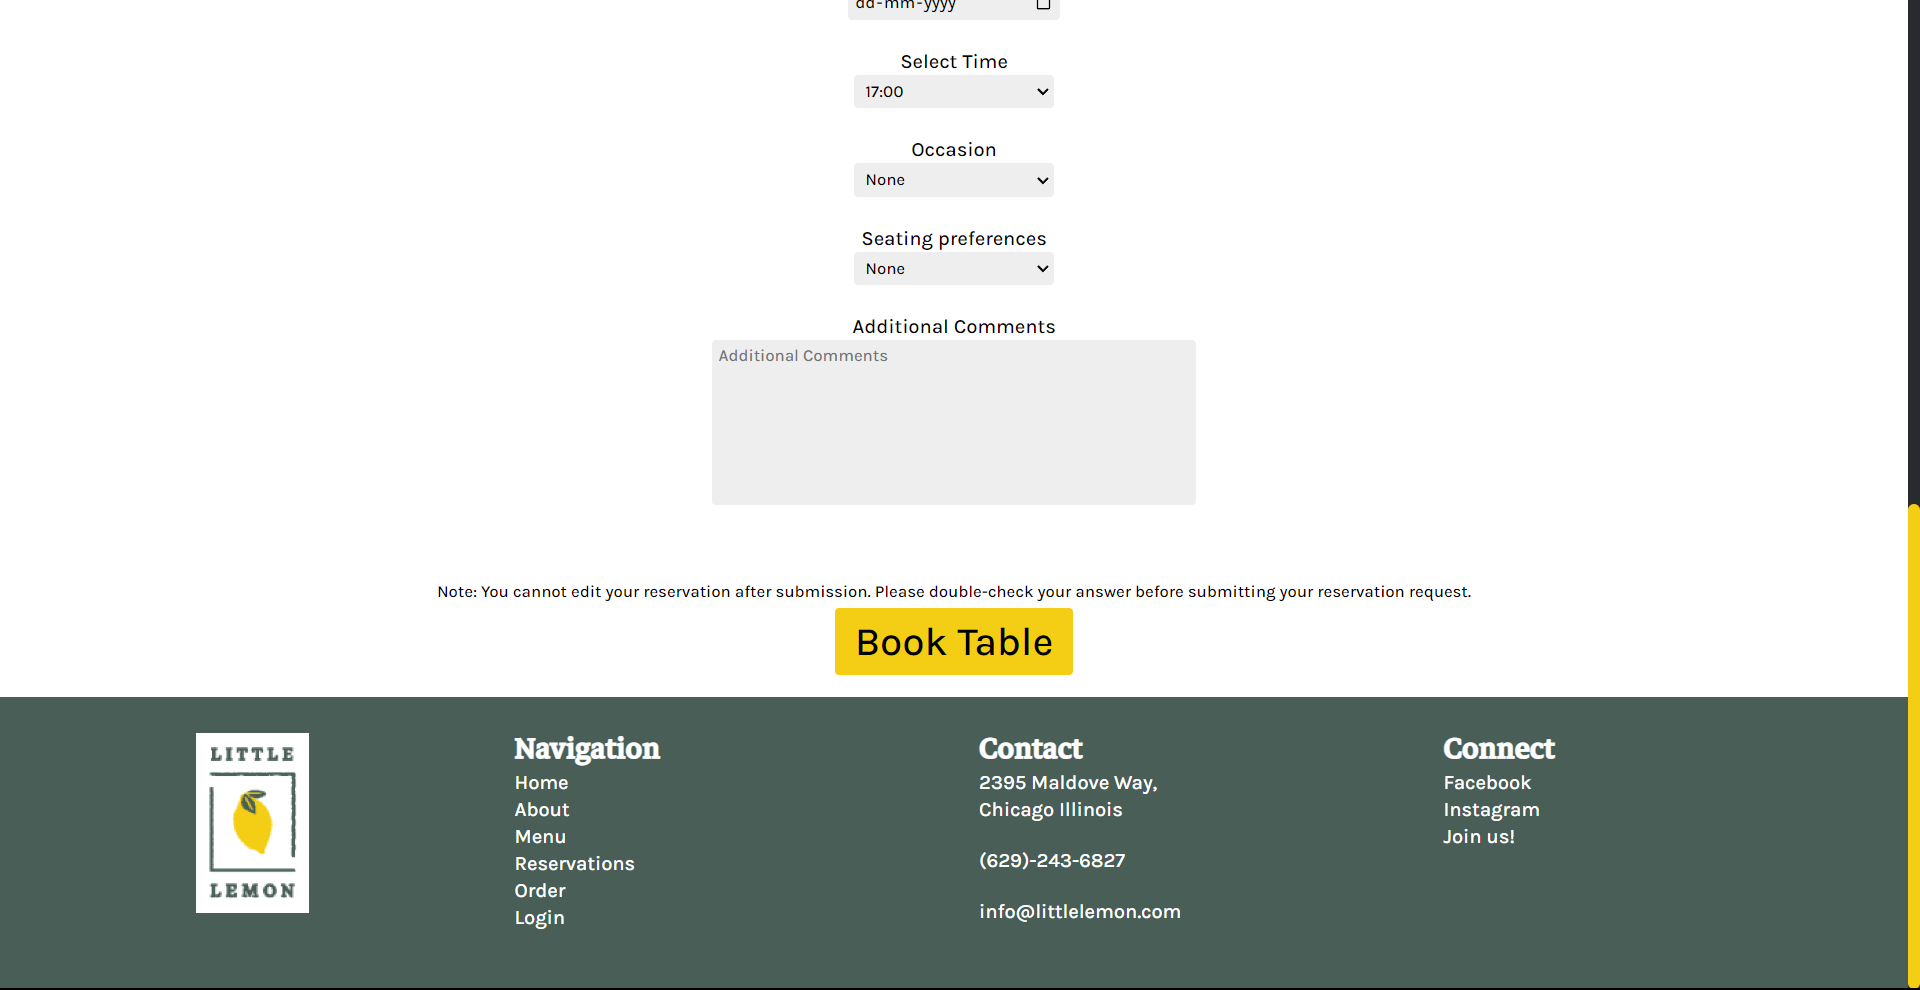 dd-mm-yyyy
Select Time
17:00
Occasion
None
Seating preferences
None
Additional Comments
Additional Comments
Note: You cannot edit your reservation after submission. Please double-check your answer before submitting your reservation request.
Book Table
LITTLE
LEMON
Navigation
Home
About
Menu
Reservations
Order
Login
Contact
2395 Maldove Way,
Chicago Illinois
(629)-243-6827
info@littlelemon.com
Connect
Facebook
Instagram
Join us!